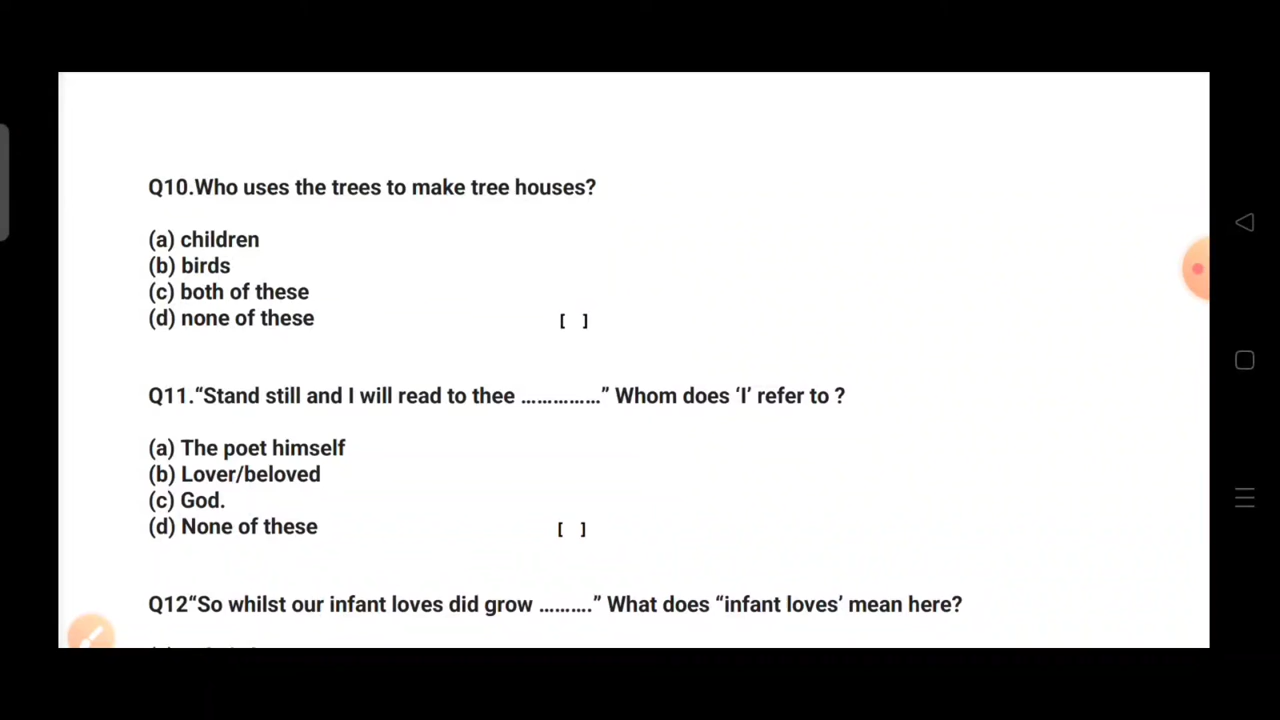 Q10.Who uses the trees to make tree houses?
(a) children
(b) birds
(c) both of these
(d) none of these [ ]
Q11.“Stand still and I will read to thee ……………” Whom does ‘I’ refer to ?
(a) The poet himself
(b) Lover/beloved
(c) God.
(d) None of these [ ]
Q12“So whilst our infant loves did grow ……….” What does “infant loves’ mean here?